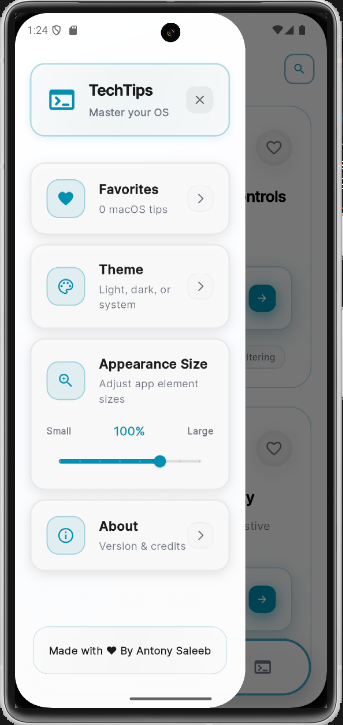 1:24
TechTips
Master your OS
Favorites
0 macOS tips
ntrols
Theme
Light, dark, or
system
ltering
Appearance Size
Adjust app element
sizes
Small 100% Large
y
stive
About
Version & credits
Made with ♥ By Antony Saleeb